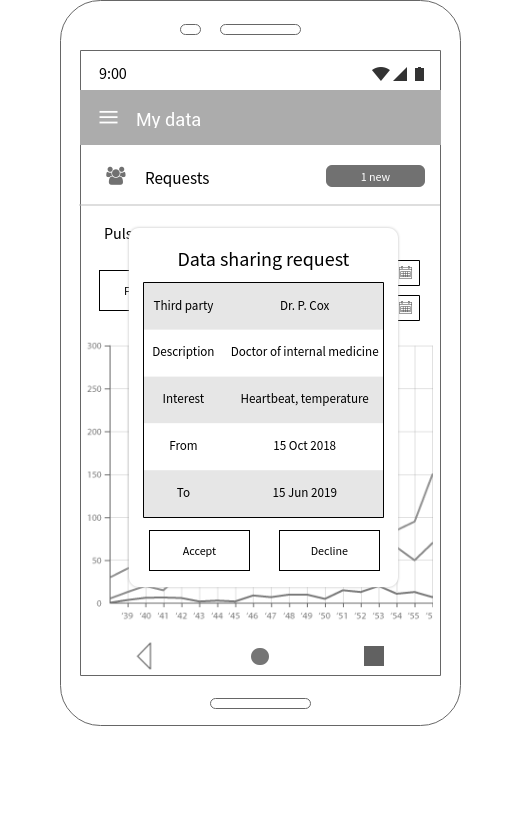 9:00
My data
Requests
1 new
Data sharing request
Third party Dr. P. Cox
Description Doctor of internal medicine
Interest Heartbeat, temperature
From 15 Oct 2018
To 15 Jun 2019
Accept Decline
300
250
200
150
100
50
0
'39 '40 '41 '42 '43 '44 '45 '46 '47 '48 '49 '50 '51 '52 '53 '54 '55